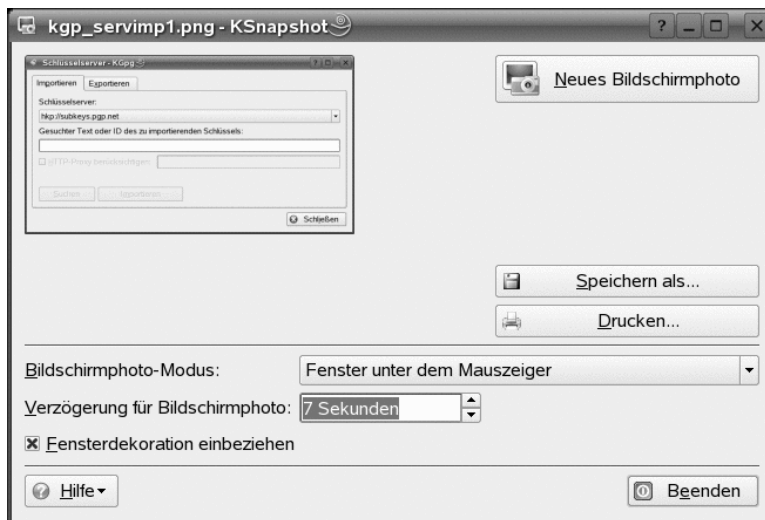 kgp_servimp1.png - KSnapshot
Schlüsselserver - KGpg
Importieren Exportieren
Schlüsselserver:
hkp://subkeys.pgp.net
Gesuchter Text oder ID des zu importierenden Schlüssels:
HTTP-Proxy berücksichtigen:
Suchen Importieren
Schließen
Neues Bildschirmphoto
Speichern als...
Drucken...
Bildschirmphoto-Modus: Fenster unter dem Mauszeiger
Verzögerung für Bildschirmphoto: 7 Sekunden
Fensterdekoration einbeziehen
Hilfe Beenden